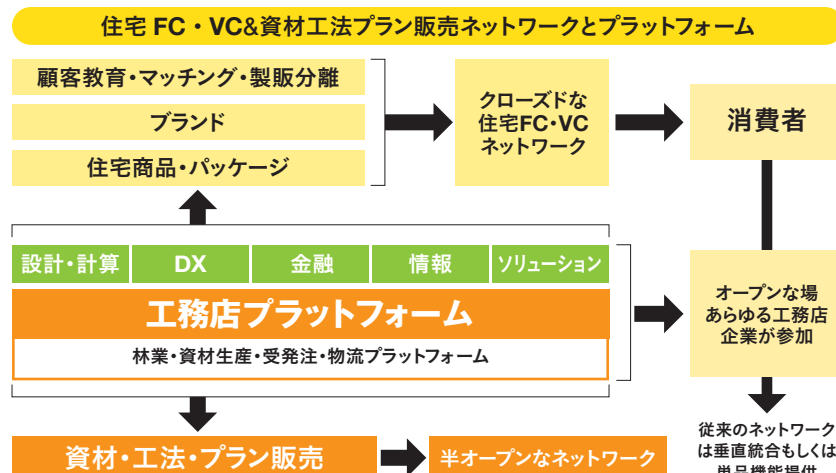 住宅 FC・VC&資材工法プラン販売ネットワークとプラットフォーム
顧客教育・マッチング・製販分離
ブランド
住宅商品・パッケージ
クローズドな
住宅FC・VC
ネットワーク
消費者
設計・計算
DX
金融
情報
ソリューション
工務店プラットフォーム
林業・資材生産・受発注・物流プラットフォーム
オープンな場
あらゆる工務店
企業が参加
資材・工法・プラン販売
半オープンなネットワーク
従来のネットワーク
は垂直統合もしくは
単品機能提供